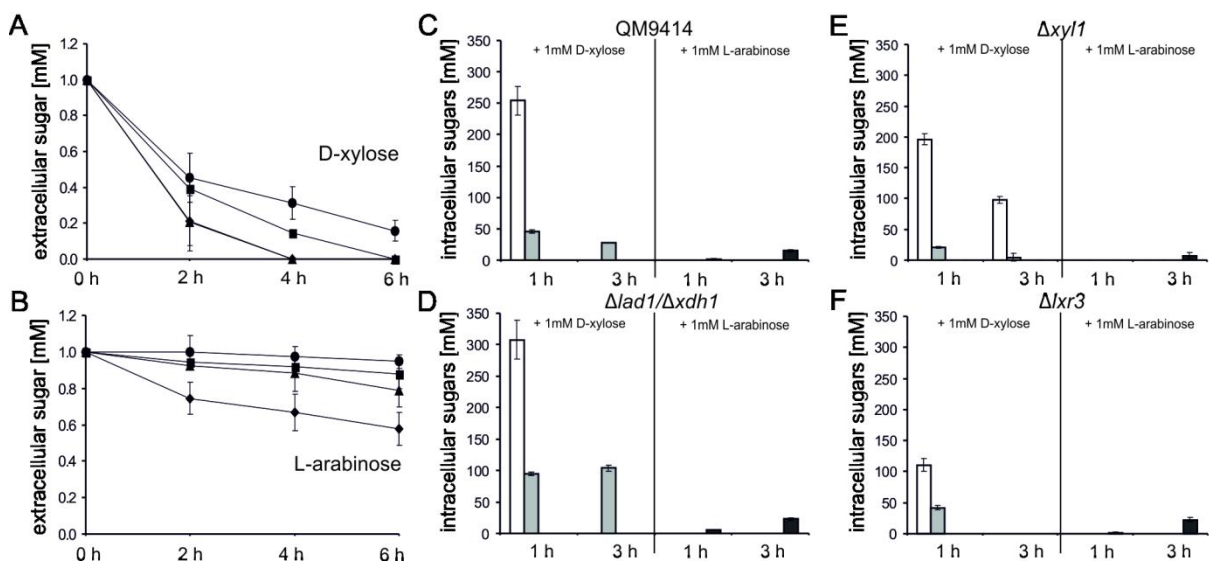 A
extracellular sugar [mM]
1.2
1.0
0.8
0.6
0.4
0.2
0.0
D-xylose
0 h 2 h 4 h 6 h
B
extracellular sugar [mM]
1.2
1.0
0.8
0.6
0.4
0.2
0.0
L-arabinose
0 h 2 h 4 h 6 h
C
QM9414
intracellular sugars [mM]
350
300
250
200
150
100
50
0
+ 1mM D-xylose + 1mM L-arabinose
1 h 3 h 1 h 3 h
D
Δlad1/Δxdh1
intracellular sugars [mM]
350
300
250
200
150
100
50
0
+ 1mM D-xylose + 1mM L-arabinose
1 h 3 h 1 h 3 h
E
Δxyl1
intracellular sugars [mM]
350
300
250
200
150
100
50
0
+ 1mM D-xylose + 1mM L-arabinose
1 h 3 h 1 h 3 h
F
Δlxr3
intracellular sugars [mM]
350
300
250
200
150
100
50
0
+ 1mM D-xylose + 1mM L-arabinose
1 h 3 h 1 h 3 h